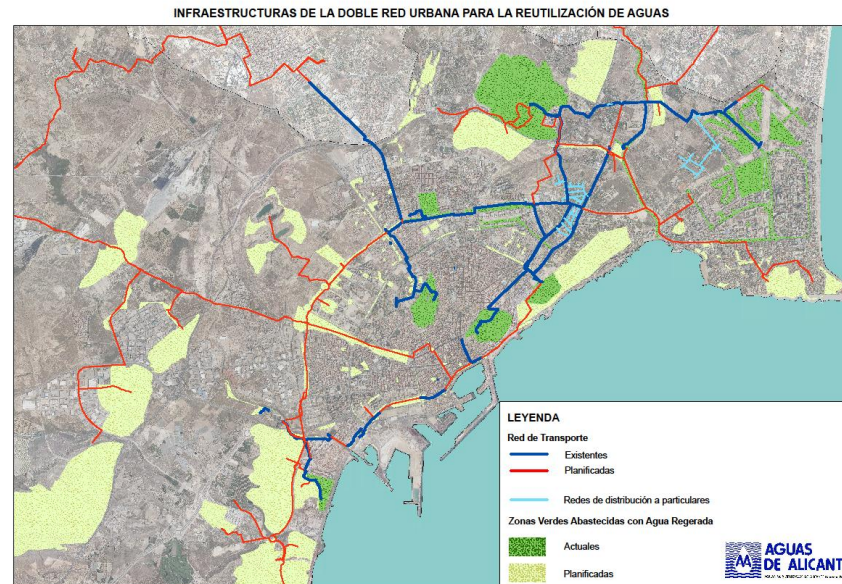 INFRAESTRUCTURAS DE LA DOBLE RED URBANA PARA LA REUTILIZACIÓN DE AGUAS
LEYENDA
Red de Transporte
Existentes
Planificadas
Redes de distribución a particulares
Zonas Verdes Abastecidas con Agua Regerada
Actuales
Planificadas
AGUAS
DE ALICANT